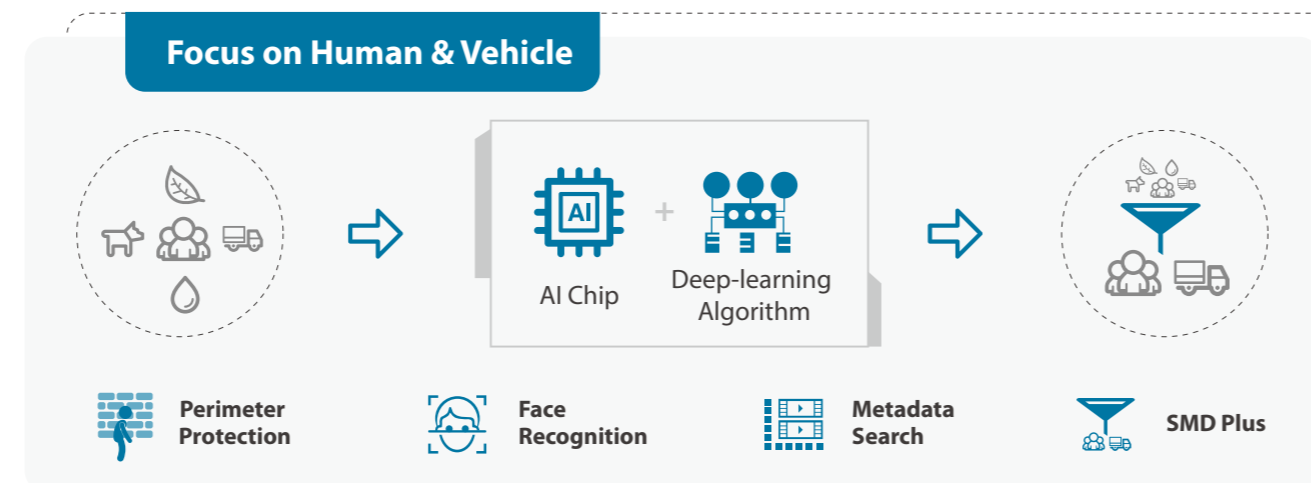 Focus on Human & Vehicle
AI
+
AI Chip
Deep-learning
Algorithm
Perimeter
Protection
Face
Recognition
Metadata
Search
SMD Plus